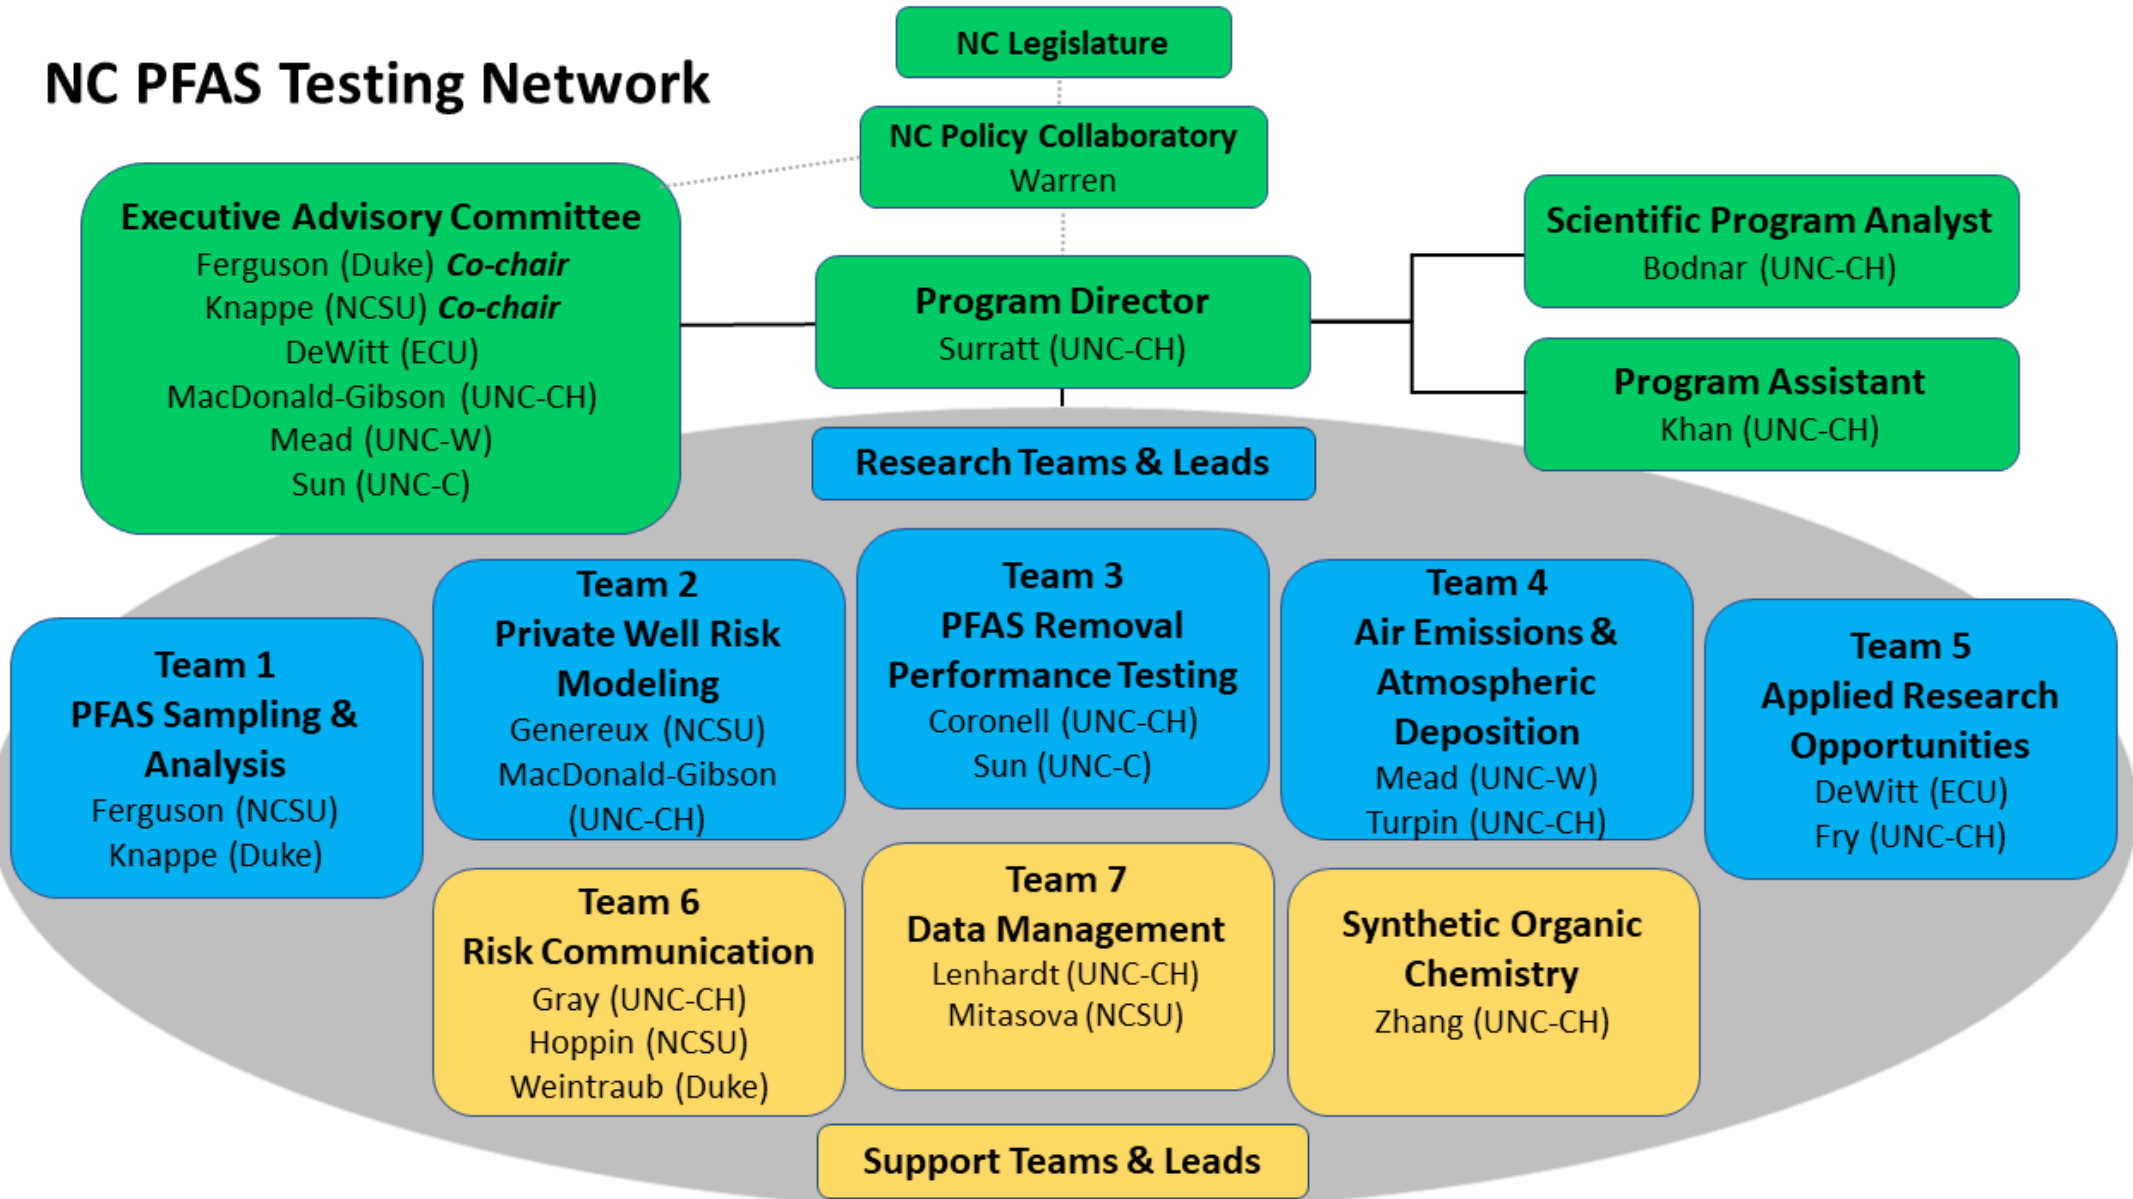 NC PFAS Testing Network
NC Legislature
NC Policy Collaboratory
Warren
Executive Advisory Committee
Ferguson (Duke) Co-chair
Knappe (NCSU) Co-chair
DeWitt (ECU)
MacDonald-Gibson (UNC-CH)
Mead (UNC-W)
Sun (UNC-C)
Program Director
Surratt (UNC-CH)
Scientific Program Analyst
Bodnar (UNC-CH)
Program Assistant
Khan (UNC-CH)
Research Teams & Leads
Team 1
PFAS Sampling &
Analysis
Ferguson (NCSU)
Knappe (Duke)
Team 2
Private Well Risk
Modeling
Genereux (NCSU)
MacDonald-Gibson
(UNC-CH)
Team 3
PFAS Removal
Performance Testing
Coronell (UNC-CH)
Sun (UNC-C)
Team 4
Air Emissions &
Atmospheric
Deposition
Mead (UNC-W)
Turpin (UNC-CH)
Team 5
Applied Research
Opportunities
DeWitt (ECU)
Fry (UNC-CH)
Team 6
Risk Communication
Gray (UNC-CH)
Hoppin (NCSU)
Weintraub (Duke)
Team 7
Data Management
Lenhardt (UNC-CH)
Mitasova (NCSU)
Synthetic Organic
Chemistry
Zhang (UNC-CH)
Support Teams & Leads